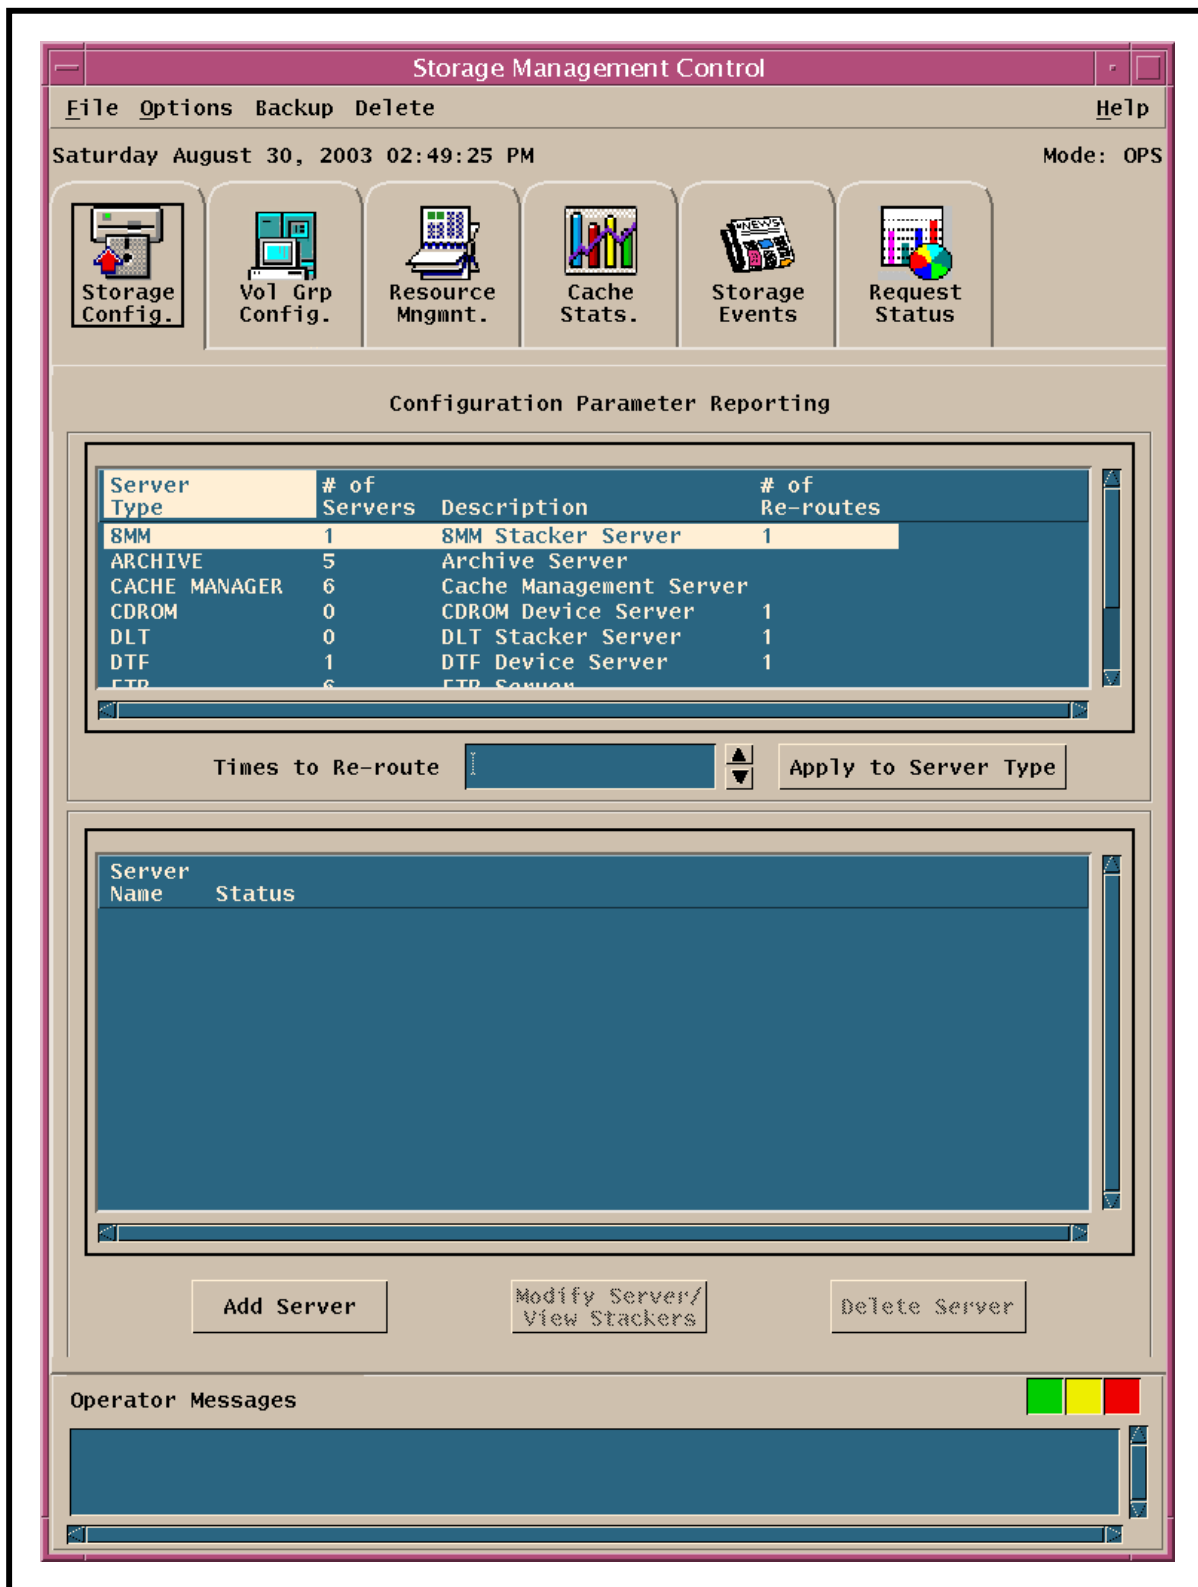 Storage Management Control
File Options Backup Delete Help
Saturday August 30, 2003 02:49:25 PM Mode: OPS
NEWS
Storage Config.
Vol Grp Config.
Resource Mngmnt.
Cache Stats.
Storage Events
Request Status
Configuration Parameter Reporting
Server Type # of Servers Description # of Re-routes
8MM 1 8MM Stacker Server 1
ARCHIVE 5 Archive Server
CACHE MANAGER 6 Cache Management Server
CDROM 0 CDROM Device Server 1
DLT 0 DLT Stacker Server 1
DTF 1 DTF Device Server 1
FTP 6 FTP Server
Times to Re-route Apply to Server Type
Server Name Status
Add Server
Modify Server/
View Stackers
Delete Server
Operator Messages